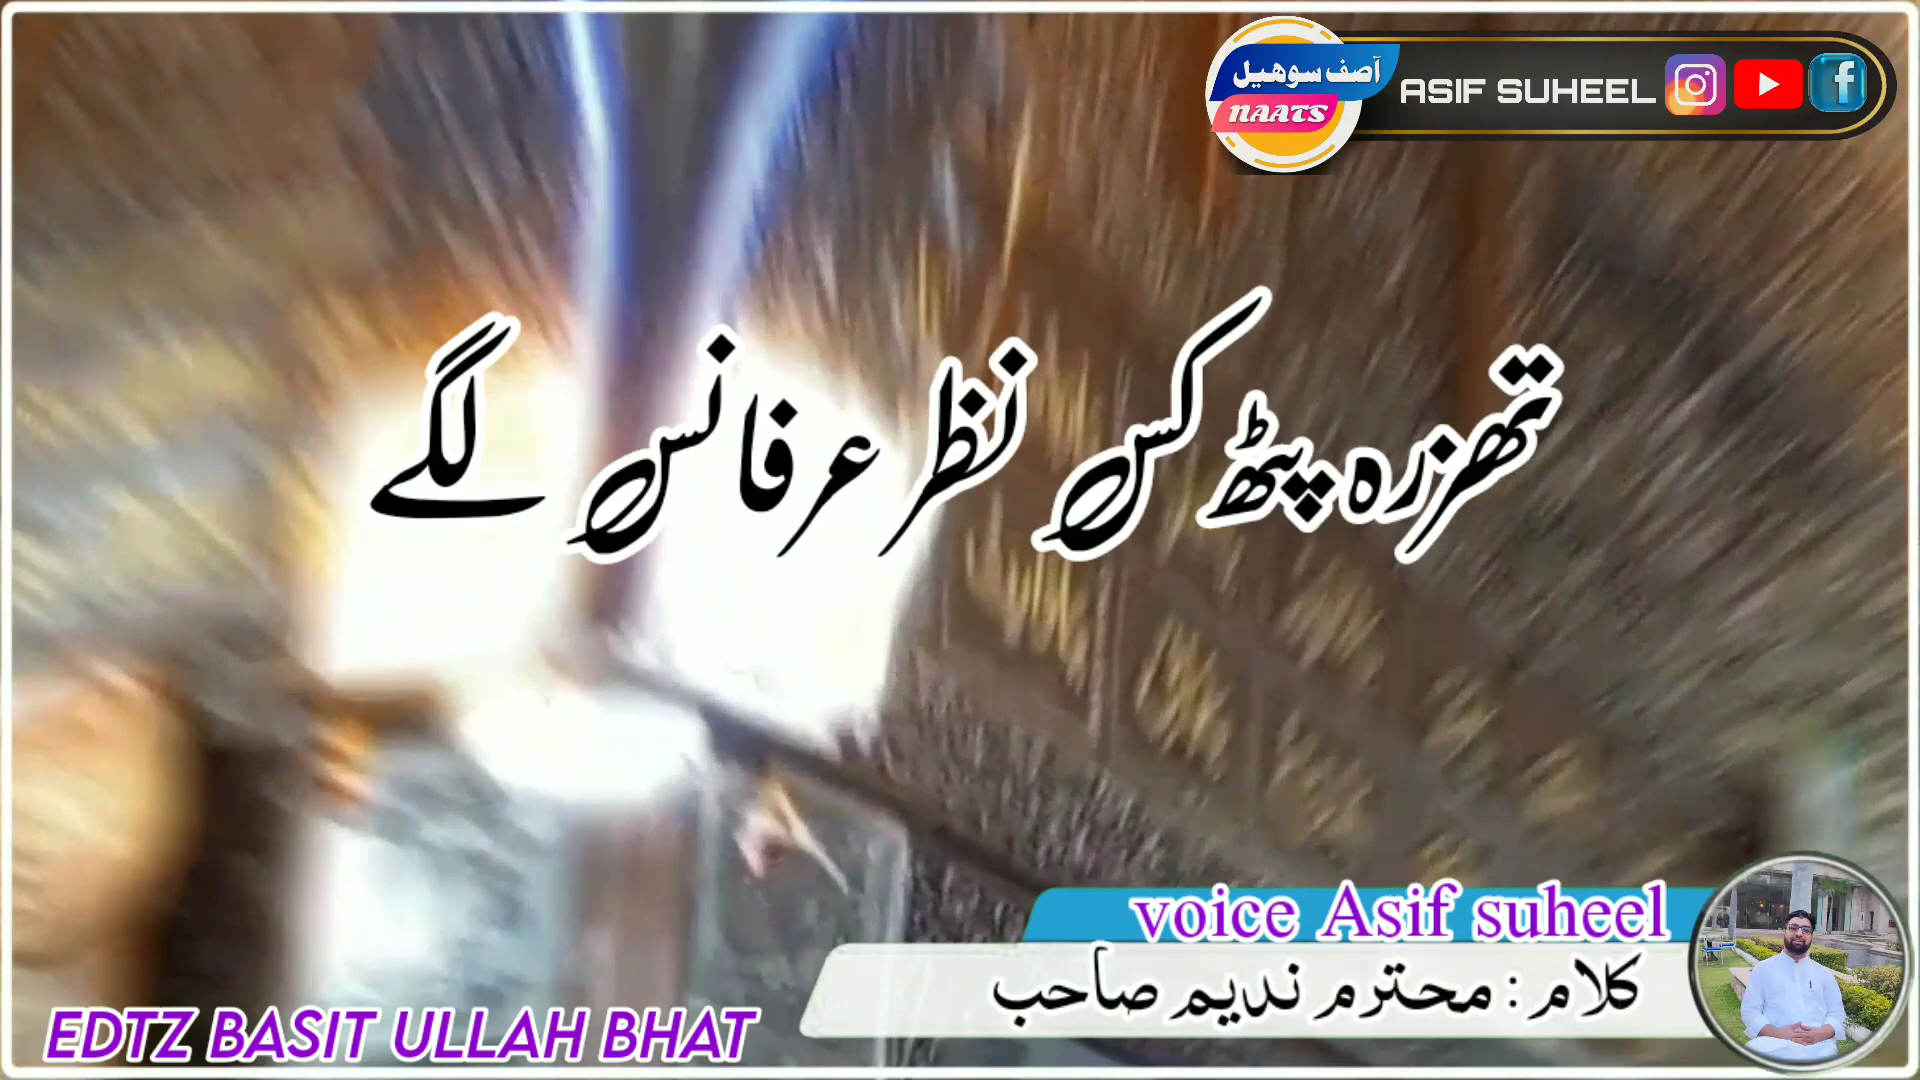 آصف سوھیل
NAATS
ASIF SUHEEL
تھزرہ پٹھ کس نظر عرفانس لگے
voice Asif suheel
کلام : محترم ندیم صاحب
EDTZ BASIT ULLAH BHAT